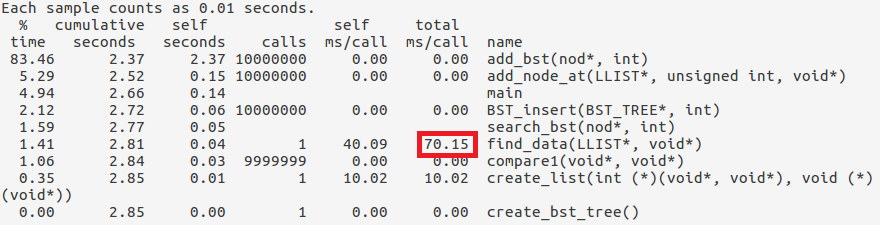 Each sample counts as 0.01 seconds.
% cumulative self self total
time seconds seconds calls ms/call ms/call name
83.46 2.37 2.37 10000000 0.00 0.00 add_bst(nod*, int)
5.29 2.52 0.15 10000000 0.00 0.00 add_node_at(LLIST*, unsigned int, void*)
4.94 2.66 0.14 main
2.12 2.72 0.06 10000000 0.00 0.00 BST_insert(BST_TREE*, int)
1.59 2.77 0.05 search_bst(nod*, int)
1.41 2.81 0.04 1 40.09 70.15 find_data(LLIST*, void*)
1.06 2.84 0.03 9999999 0.00 0.00 compare1(void*, void*)
0.35 2.85 0.01 1 10.02 10.02 create_list(int (*)(void*, void*), void (*)
(void*))
0.00 2.85 0.00 1 0.00 0.00 create_bst_tree()